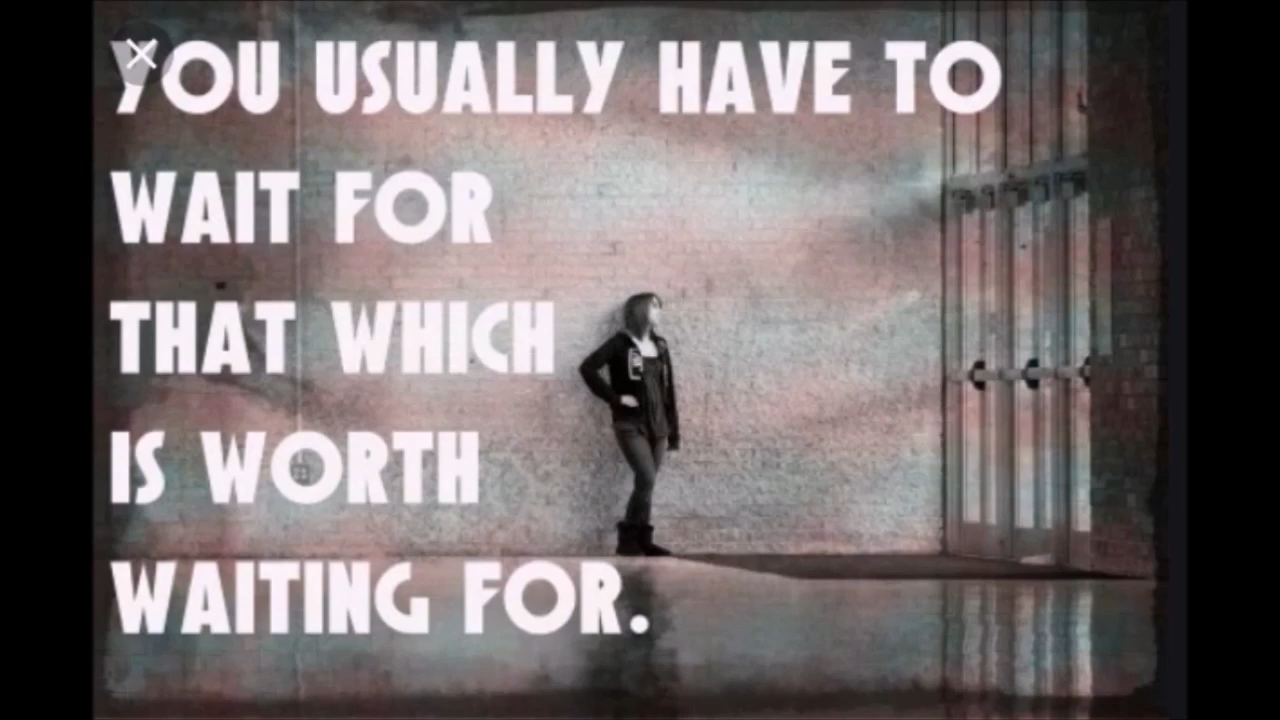 YOU USUALLY HAVE TO
WAIT FOR
THAT WHICH
IS WORTH
WAITING FOR.